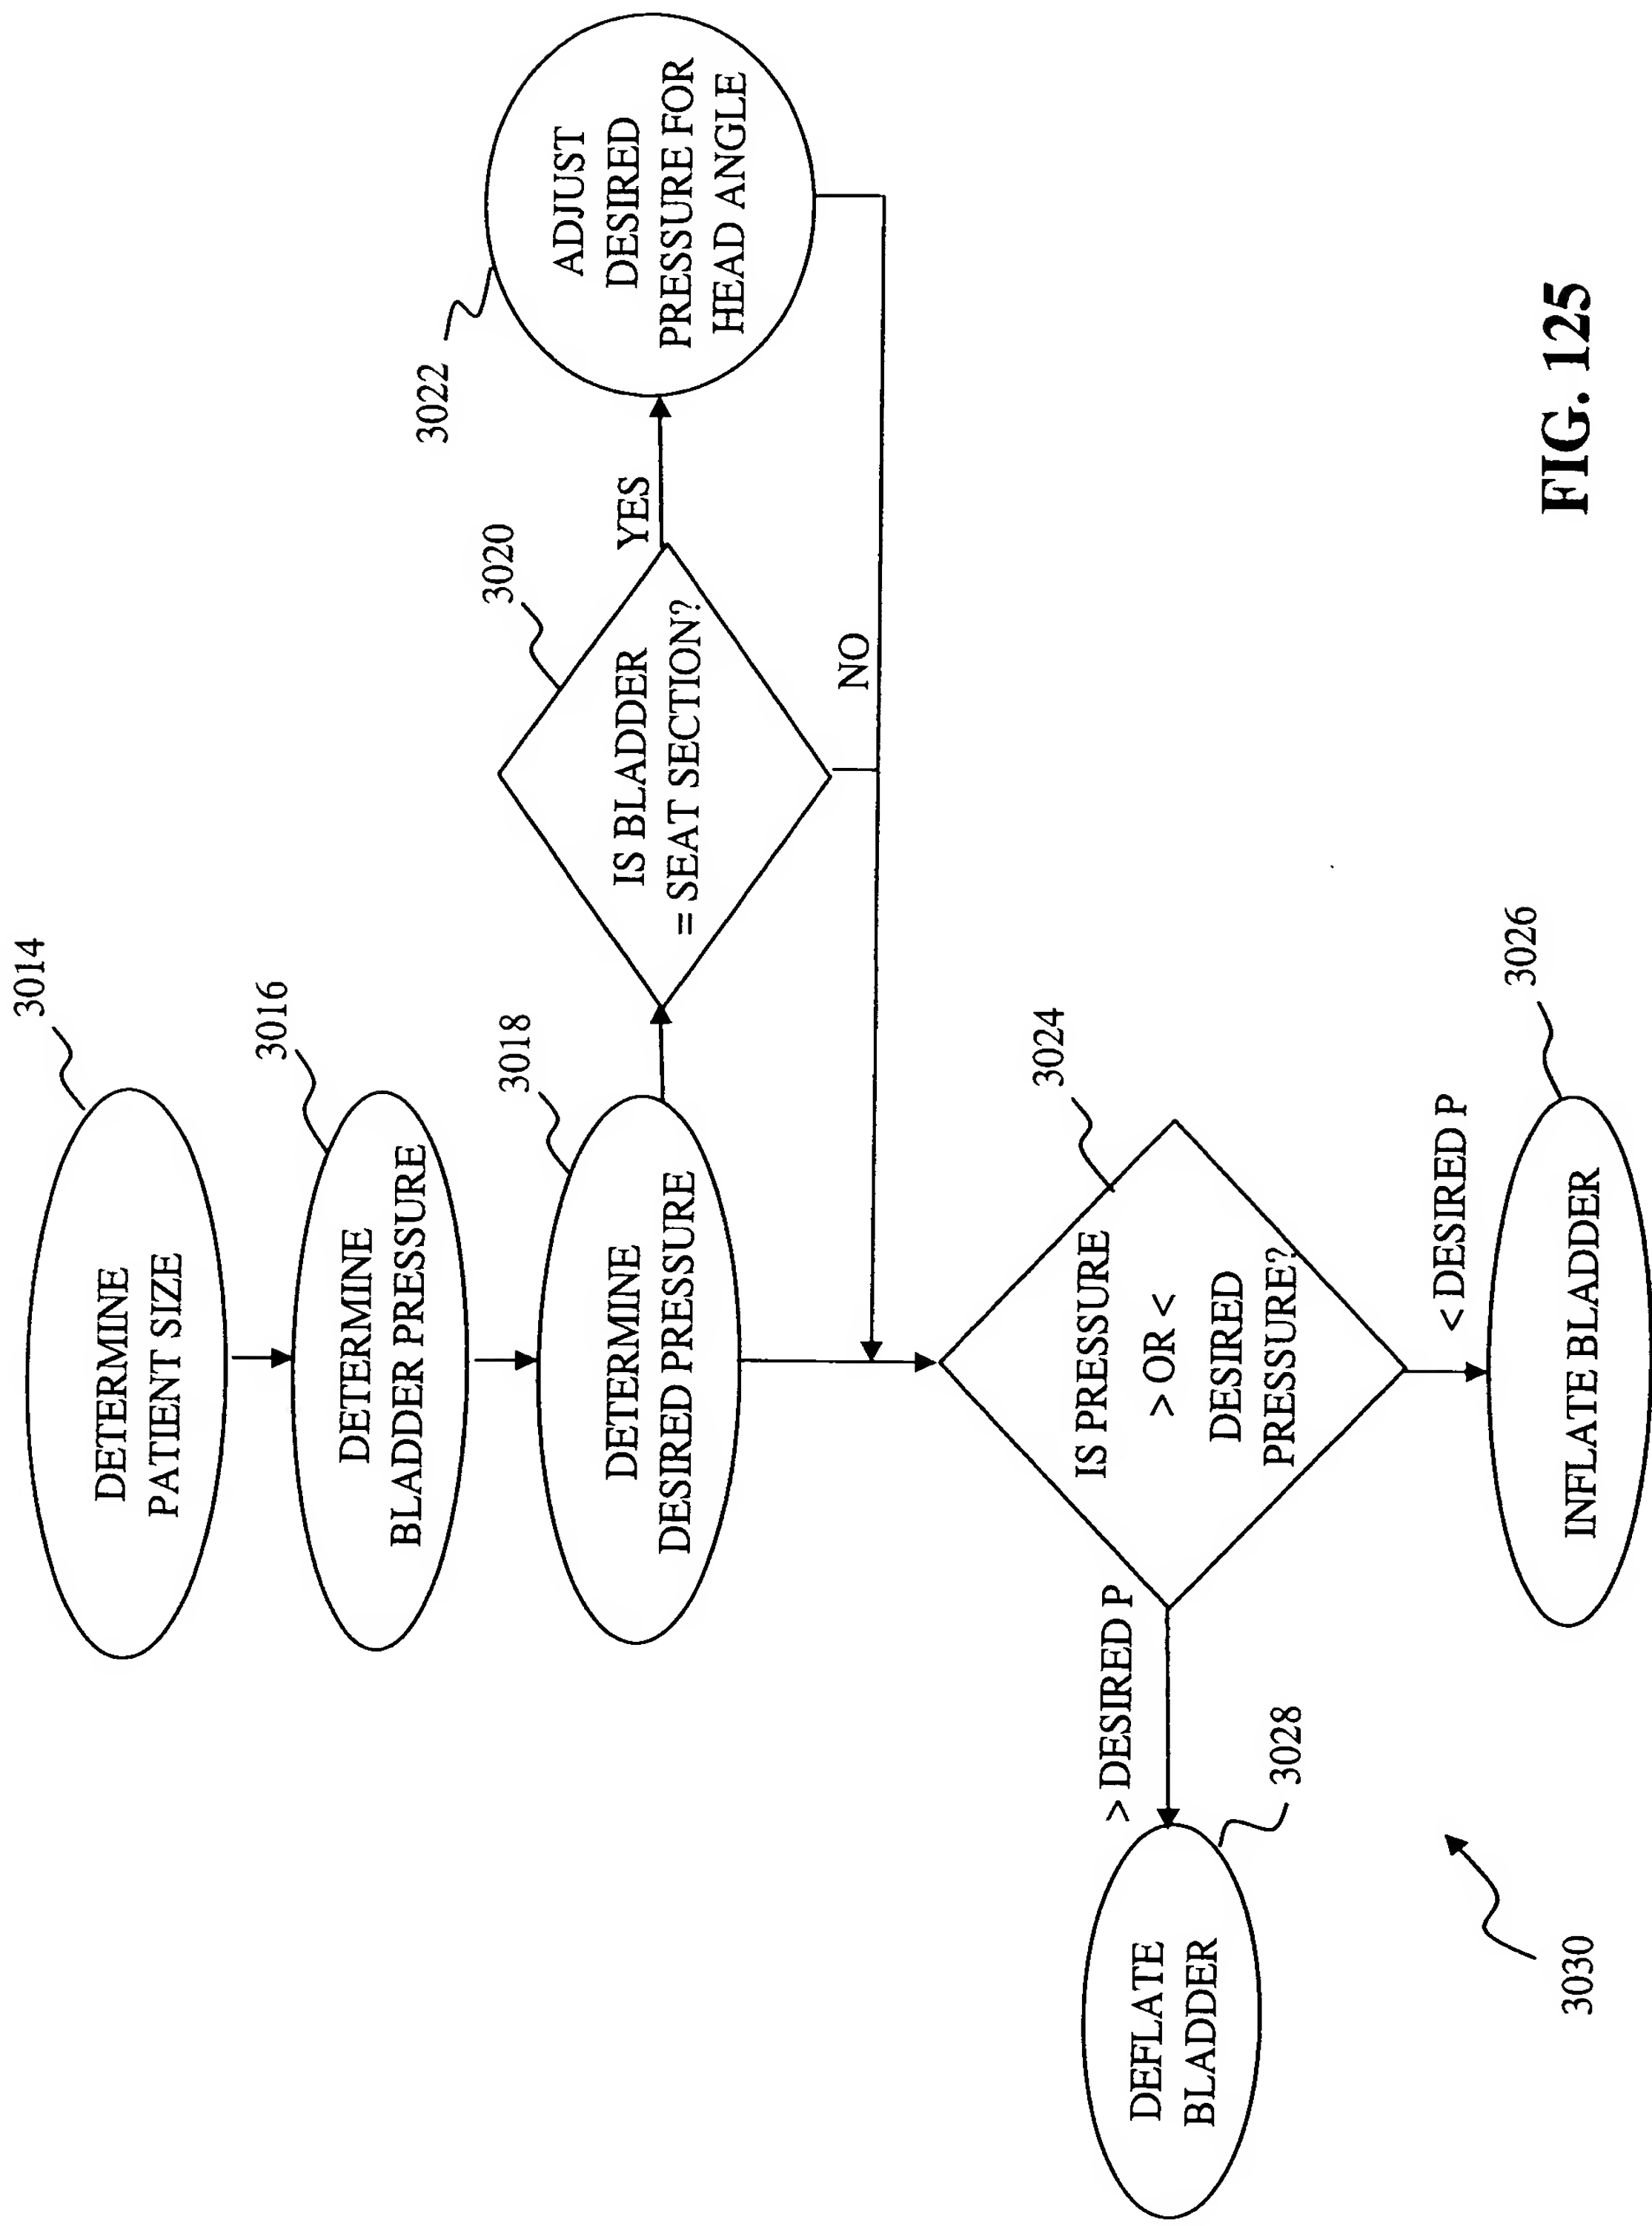 3014
DETERMINE
PATIENT SIZE
3016
DETERMINE
BLADDER PRESSURE
3018
DETERMINE
DESIRED PRESSURE
3020
IS BLADDER
= SEAT SECTION?
YES
NO
3022
ADJUST
DESIRED
PRESSURE FOR
HEAD ANGLE
3024
IS PRESSURE
> OR <
DESIRED
PRESSURE?
> DESIRED P
< DESIRED P
3028
DEFLATE
BLADDER
3026
INFLATE BLADDER
3030
FIG. 125